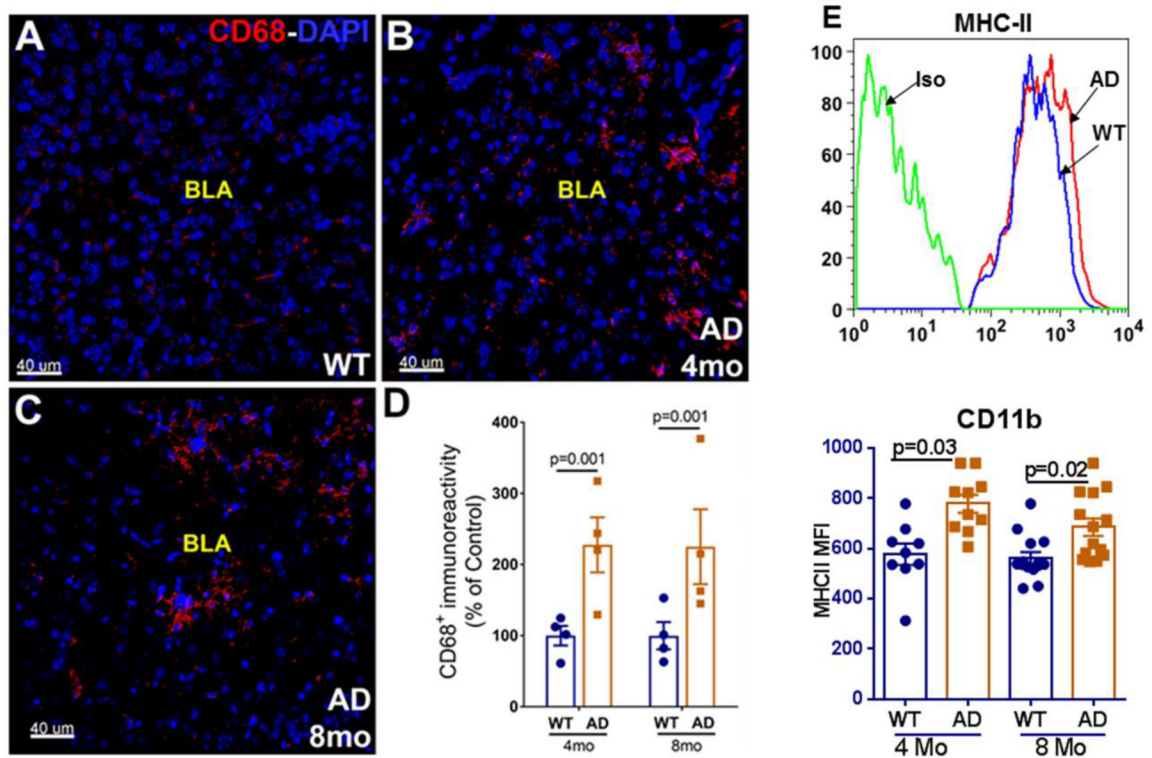 A
CD68-DAPI
BLA
40 um
WT
B
BLA
40 um
AD
4mo
C
BLA
40 um
AD
8mo
D
CD68+ immunoreactivity
(% of Control)
400
300
200
100
0
p=0.001
p=0.001
WT AD WT AD
4mo 8mo
E
MHC-II
100
80
60
40
20
0
Iso
AD
WT
10⁰ 10¹ 10² 10³ 10⁴
CD11b
MHCII MFI
1000
800
600
400
200
0
p=0.03
p=0.02
WT AD WT AD
4 Mo 8 Mo